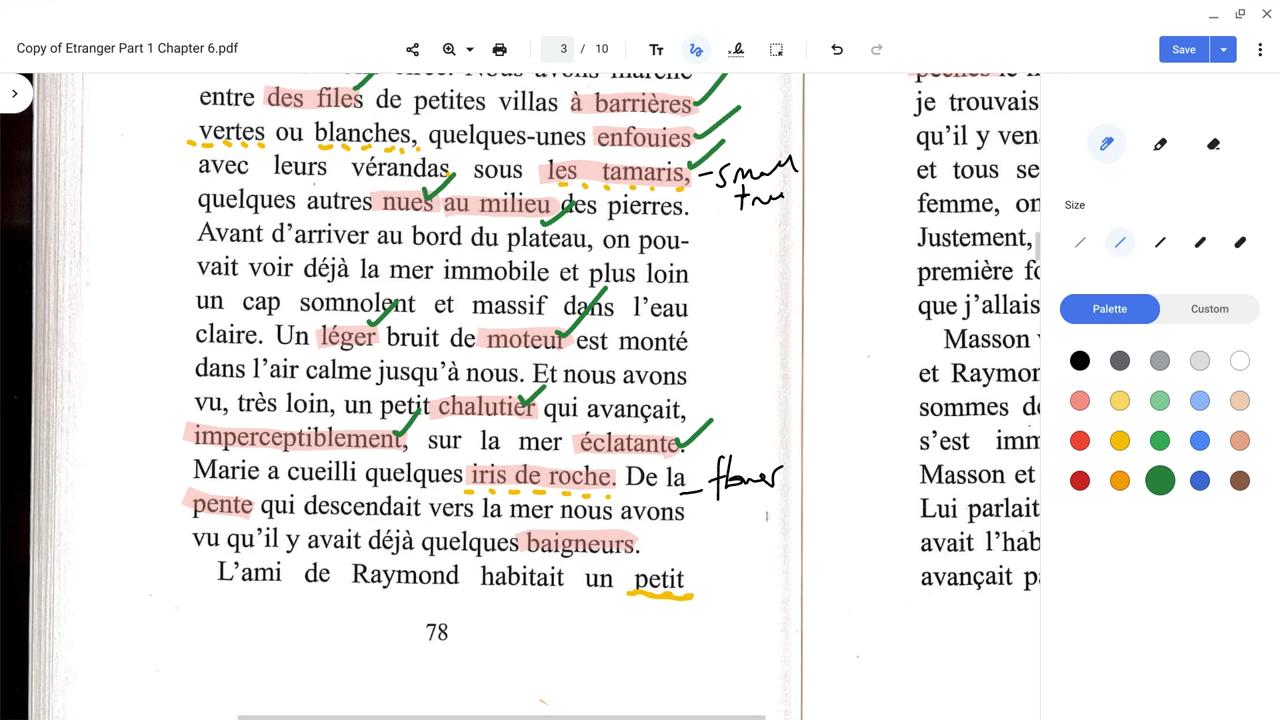 Copy of Etranger Part 1 Chapter 6.pdf
3 / 10
Save
entre des files de petites villas à barrières
vertes ou blanches, quelques-unes enfouies
avec leurs vérandas, sous les tamaris,
quelques autres nues au milieu des pierres.
Avant d'arriver au bord du plateau, on pou-
vait voir déjà la mer immobile et plus loin
un cap somnolent et massif dans l'eau
claire. Un léger bruit de moteur est monté
dans l'air calme jusqu'à nous. Et nous avons
vu, très loin, un petit chalutier qui avançait,
imperceptiblement, sur la mer éclatante.
Marie a cueilli quelques iris de roche. De la
pente qui descendait vers la mer nous avons
vu qu'il y avait déjà quelques baigneurs.
L'ami de Raymond habitait un petit
78
- small
tree
- flower
je trouvais
qu'il y ven
et tous se
femme, on
Justement,
première fo
que j'allais
Masson
et Raymon
sommes de
s'est imm
Masson et
Lui parlait
avait l'hab
avançait pa
Size
Palette
Custom